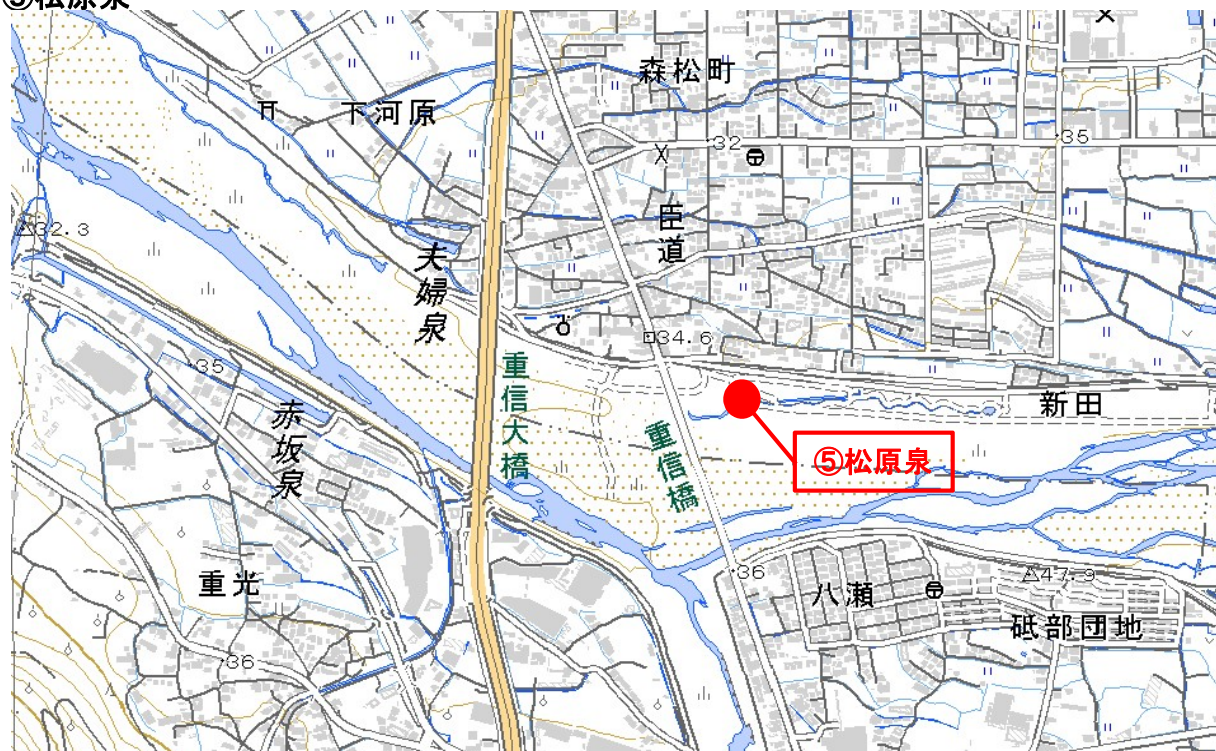 ⑤松原泉
森松町
下河原
32
35
臣道
32.3
夫婦泉
34.6
35
重信大橋
新田
赤坂泉
重信橋
⑤松原泉
36
八瀬
47.9
重光
砥部団地
36